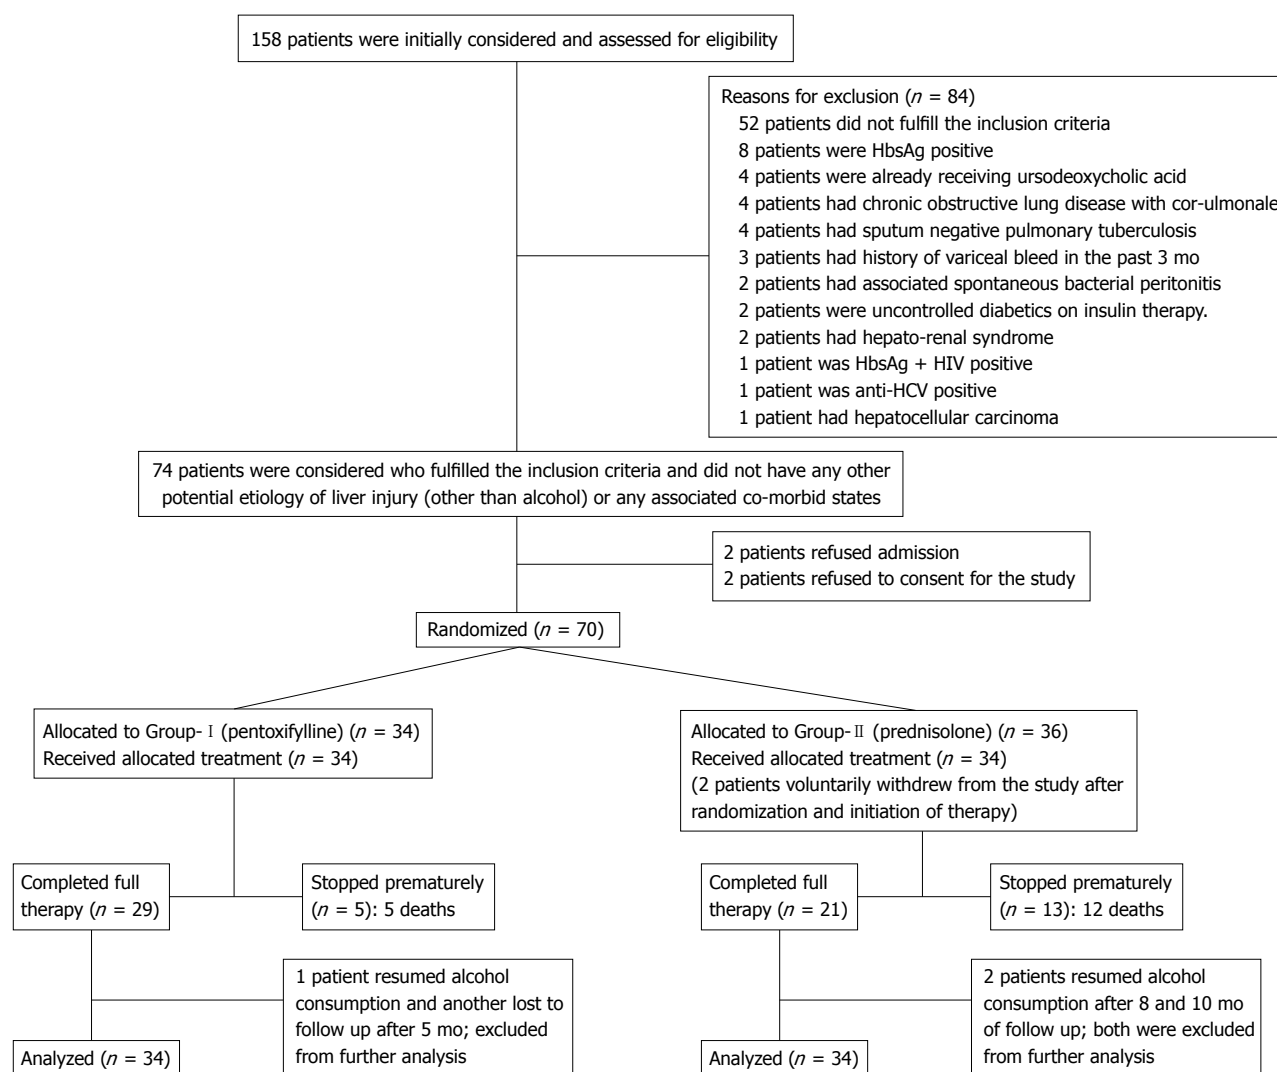 158 patients were initially considered and assessed for eligibility
Reasons for exclusion (n = 84)
52 patients did not fulfill the inclusion criteria
8 patients were HbsAg positive
4 patients were already receiving ursodeoxycholic acid
4 patients had chronic obstructive lung disease with cor-ulmonale
4 patients had sputum negative pulmonary tuberculosis
3 patients had history of variceal bleed in the past 3 mo
2 patients had associated spontaneous bacterial peritonitis
2 patients were uncontrolled diabetics on insulin therapy.
2 patients had hepato-renal syndrome
1 patient was HbsAg + HIV positive
1 patient was anti-HCV positive
1 patient had hepatocellular carcinoma
74 patients were considered who fulfilled the inclusion criteria and did not have any other
potential etiology of liver injury (other than alcohol) or any associated co-morbid states
2 patients refused admission
2 patients refused to consent for the study
Randomized (n = 70)
Allocated to Group-Ⅰ (pentoxifylline) (n = 34)
Received allocated treatment (n = 34)
Allocated to Group-Ⅱ (prednisolone) (n = 36)
Received allocated treatment (n = 34)
(2 patients voluntarily withdrew from the study after
randomization and initiation of therapy)
Completed full
therapy (n = 29)
Stopped prematurely
(n = 5): 5 deaths
Completed full
therapy (n = 21)
Stopped prematurely
(n = 13): 12 deaths
1 patient resumed alcohol
consumption and another lost to
follow up after 5 mo; excluded
from further analysis
2 patients resumed alcohol
consumption after 8 and 10 mo
of follow up; both were excluded
from further analysis
Analyzed (n = 34)
Analyzed (n = 34)